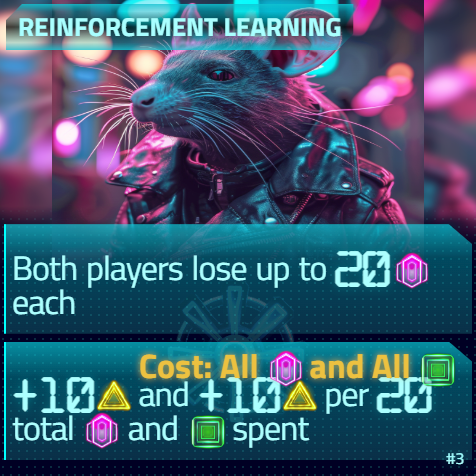 REINFORCEMENT LEARNING
Both players lose up to 20
each
Cost: All and All
+10 and +10 per 20
total and spent
#3